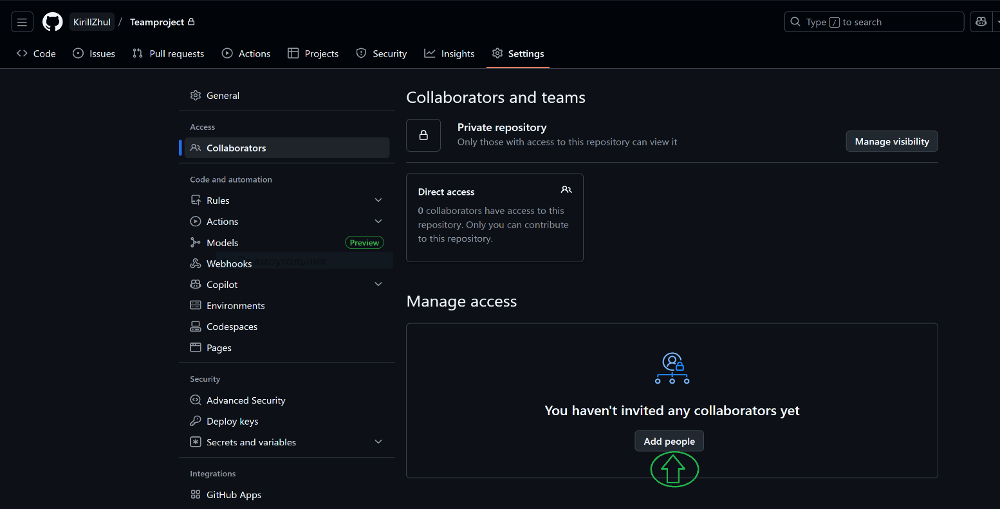 KirillZhul / Teamproject
Type / to search
Code Issues Pull requests Actions Projects Security Insights Settings
General
Access
Collaborators
Code and automation
Rules
Actions
Models Preview
Webhooks
Прямоугольник
Copilot
Environments
Codespaces
Pages
Security
Advanced Security
Deploy keys
Secrets and variables
Integrations
GitHub Apps
Collaborators and teams
Private repository
Only those with access to this repository can view it
Manage visibility
Direct access
0 collaborators have access to this
repository. Only you can contribute
to this repository.
Manage access
You haven't invited any collaborators yet
Add people